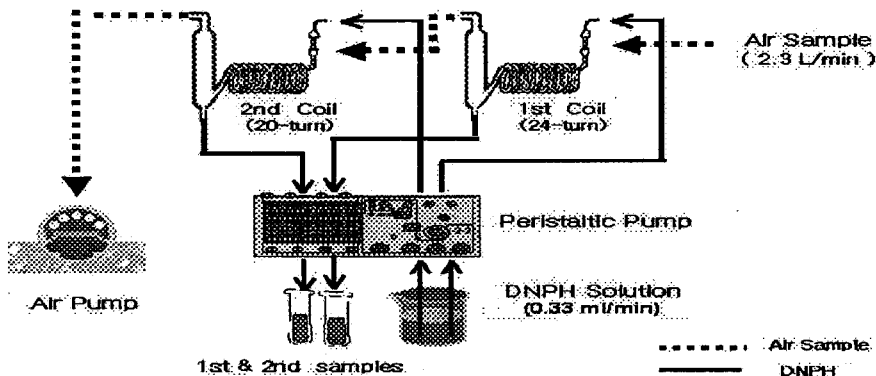 Air Sample
(2.3 L/min)
2nd Coil
(20-turn)
1st Coil
(24-turn)
Peristaltic Pump
Air Pump
DNPH Solution
(0.33 ml/min)
1st & 2nd samples
Air Sample
DNPH